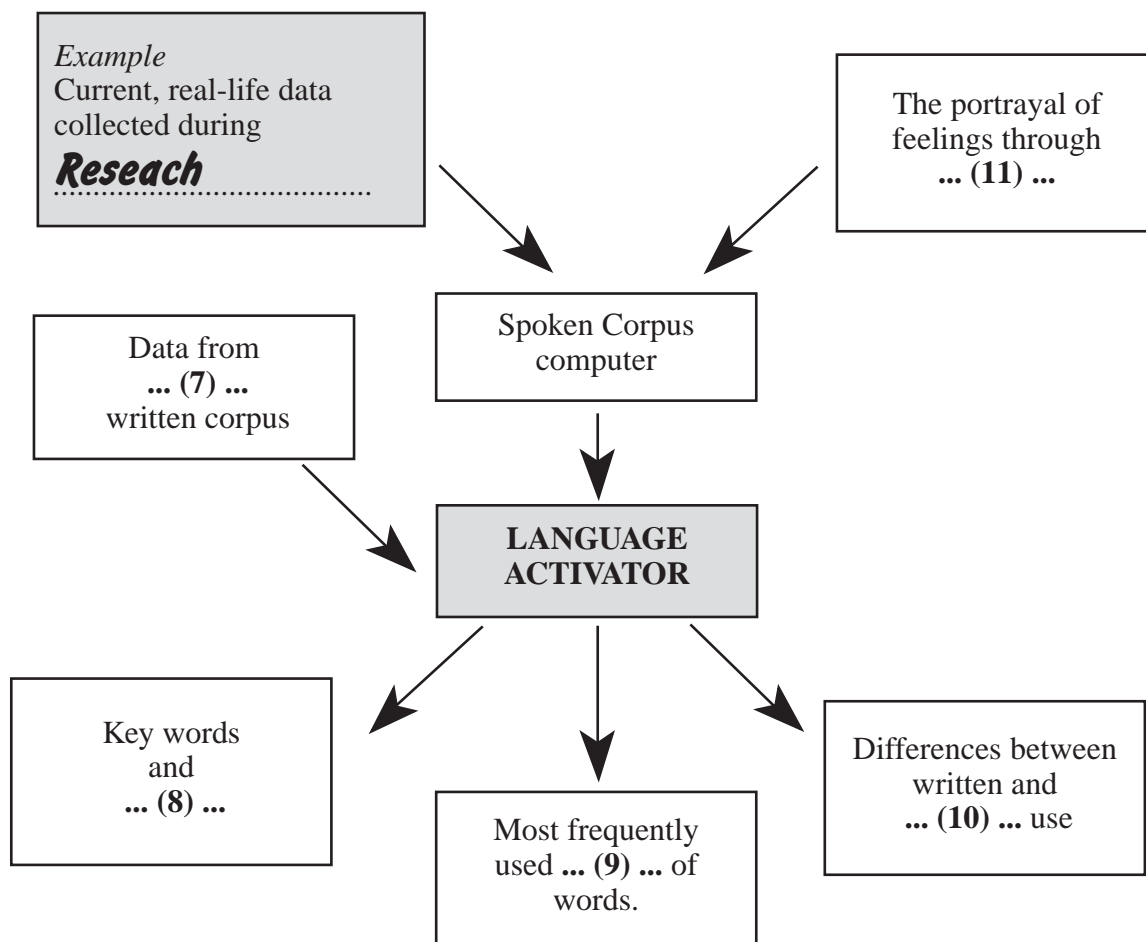 Example
Current, real-life data
collected during
Reseach
The portrayal of
feelings through
... (11) ...
Spoken Corpus
computer
Data from
... (7) ...
written corpus
LANGUAGE
ACTIVATOR
Key words
and
... (8) ...
Most frequently
used ... (9) ... of
words.
Differences between
written and
... (10) ... use